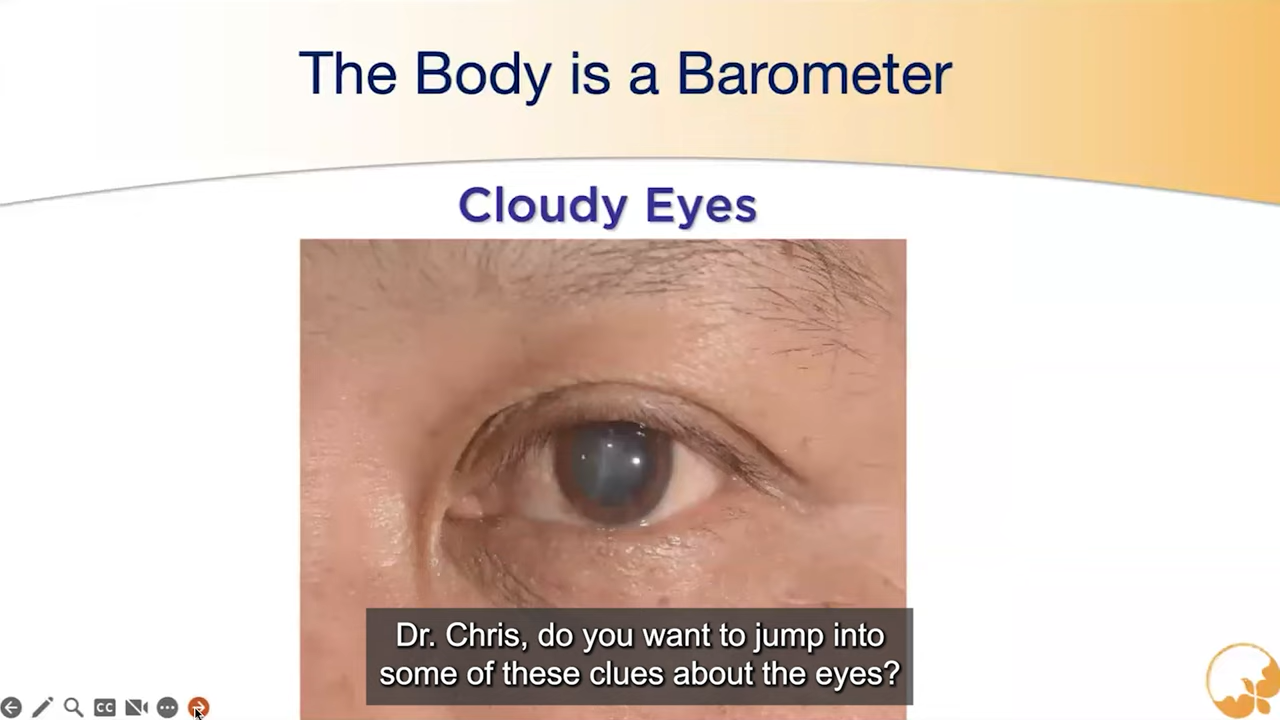 The Body is a Barometer
Cloudy Eyes
Dr. Chris, do you want to jump into
some of these clues about the eyes?
CC